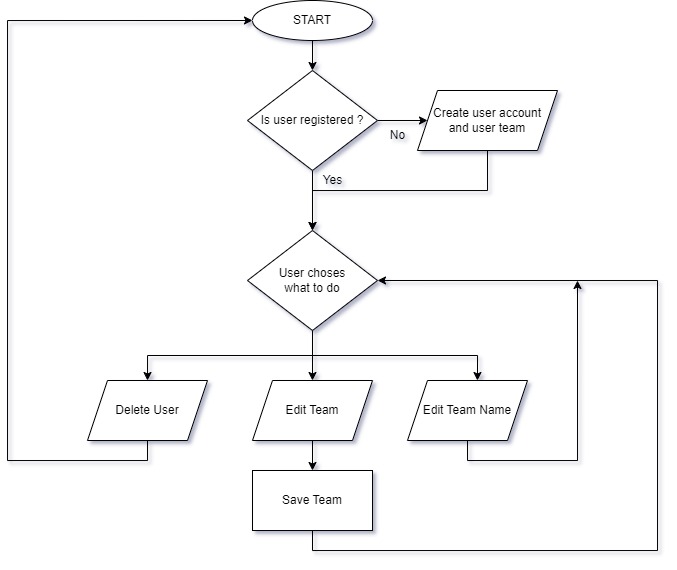 START
Is user registered ?
Create user account
and user team
No
Yes
User choses
what to do
Delete User
Edit Team
Edit Team Name
Save Team